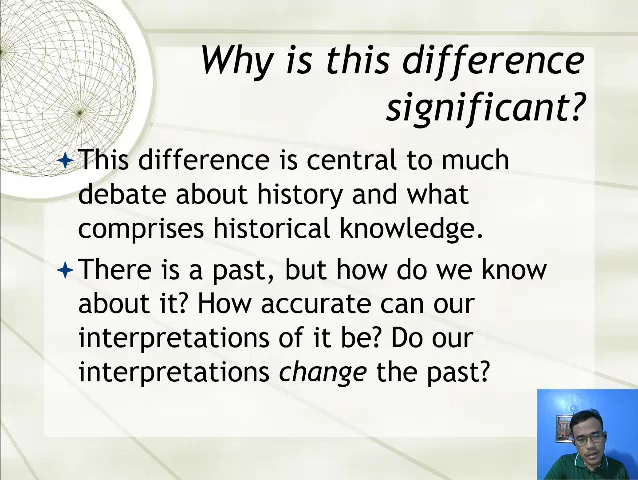 Why is this difference
significant?
This difference is central to much
debate about history and what
comprises historical knowledge.
There is a past, but how do we know
about it? How accurate can our
interpretations of it be? Do our
interpretations change the past?